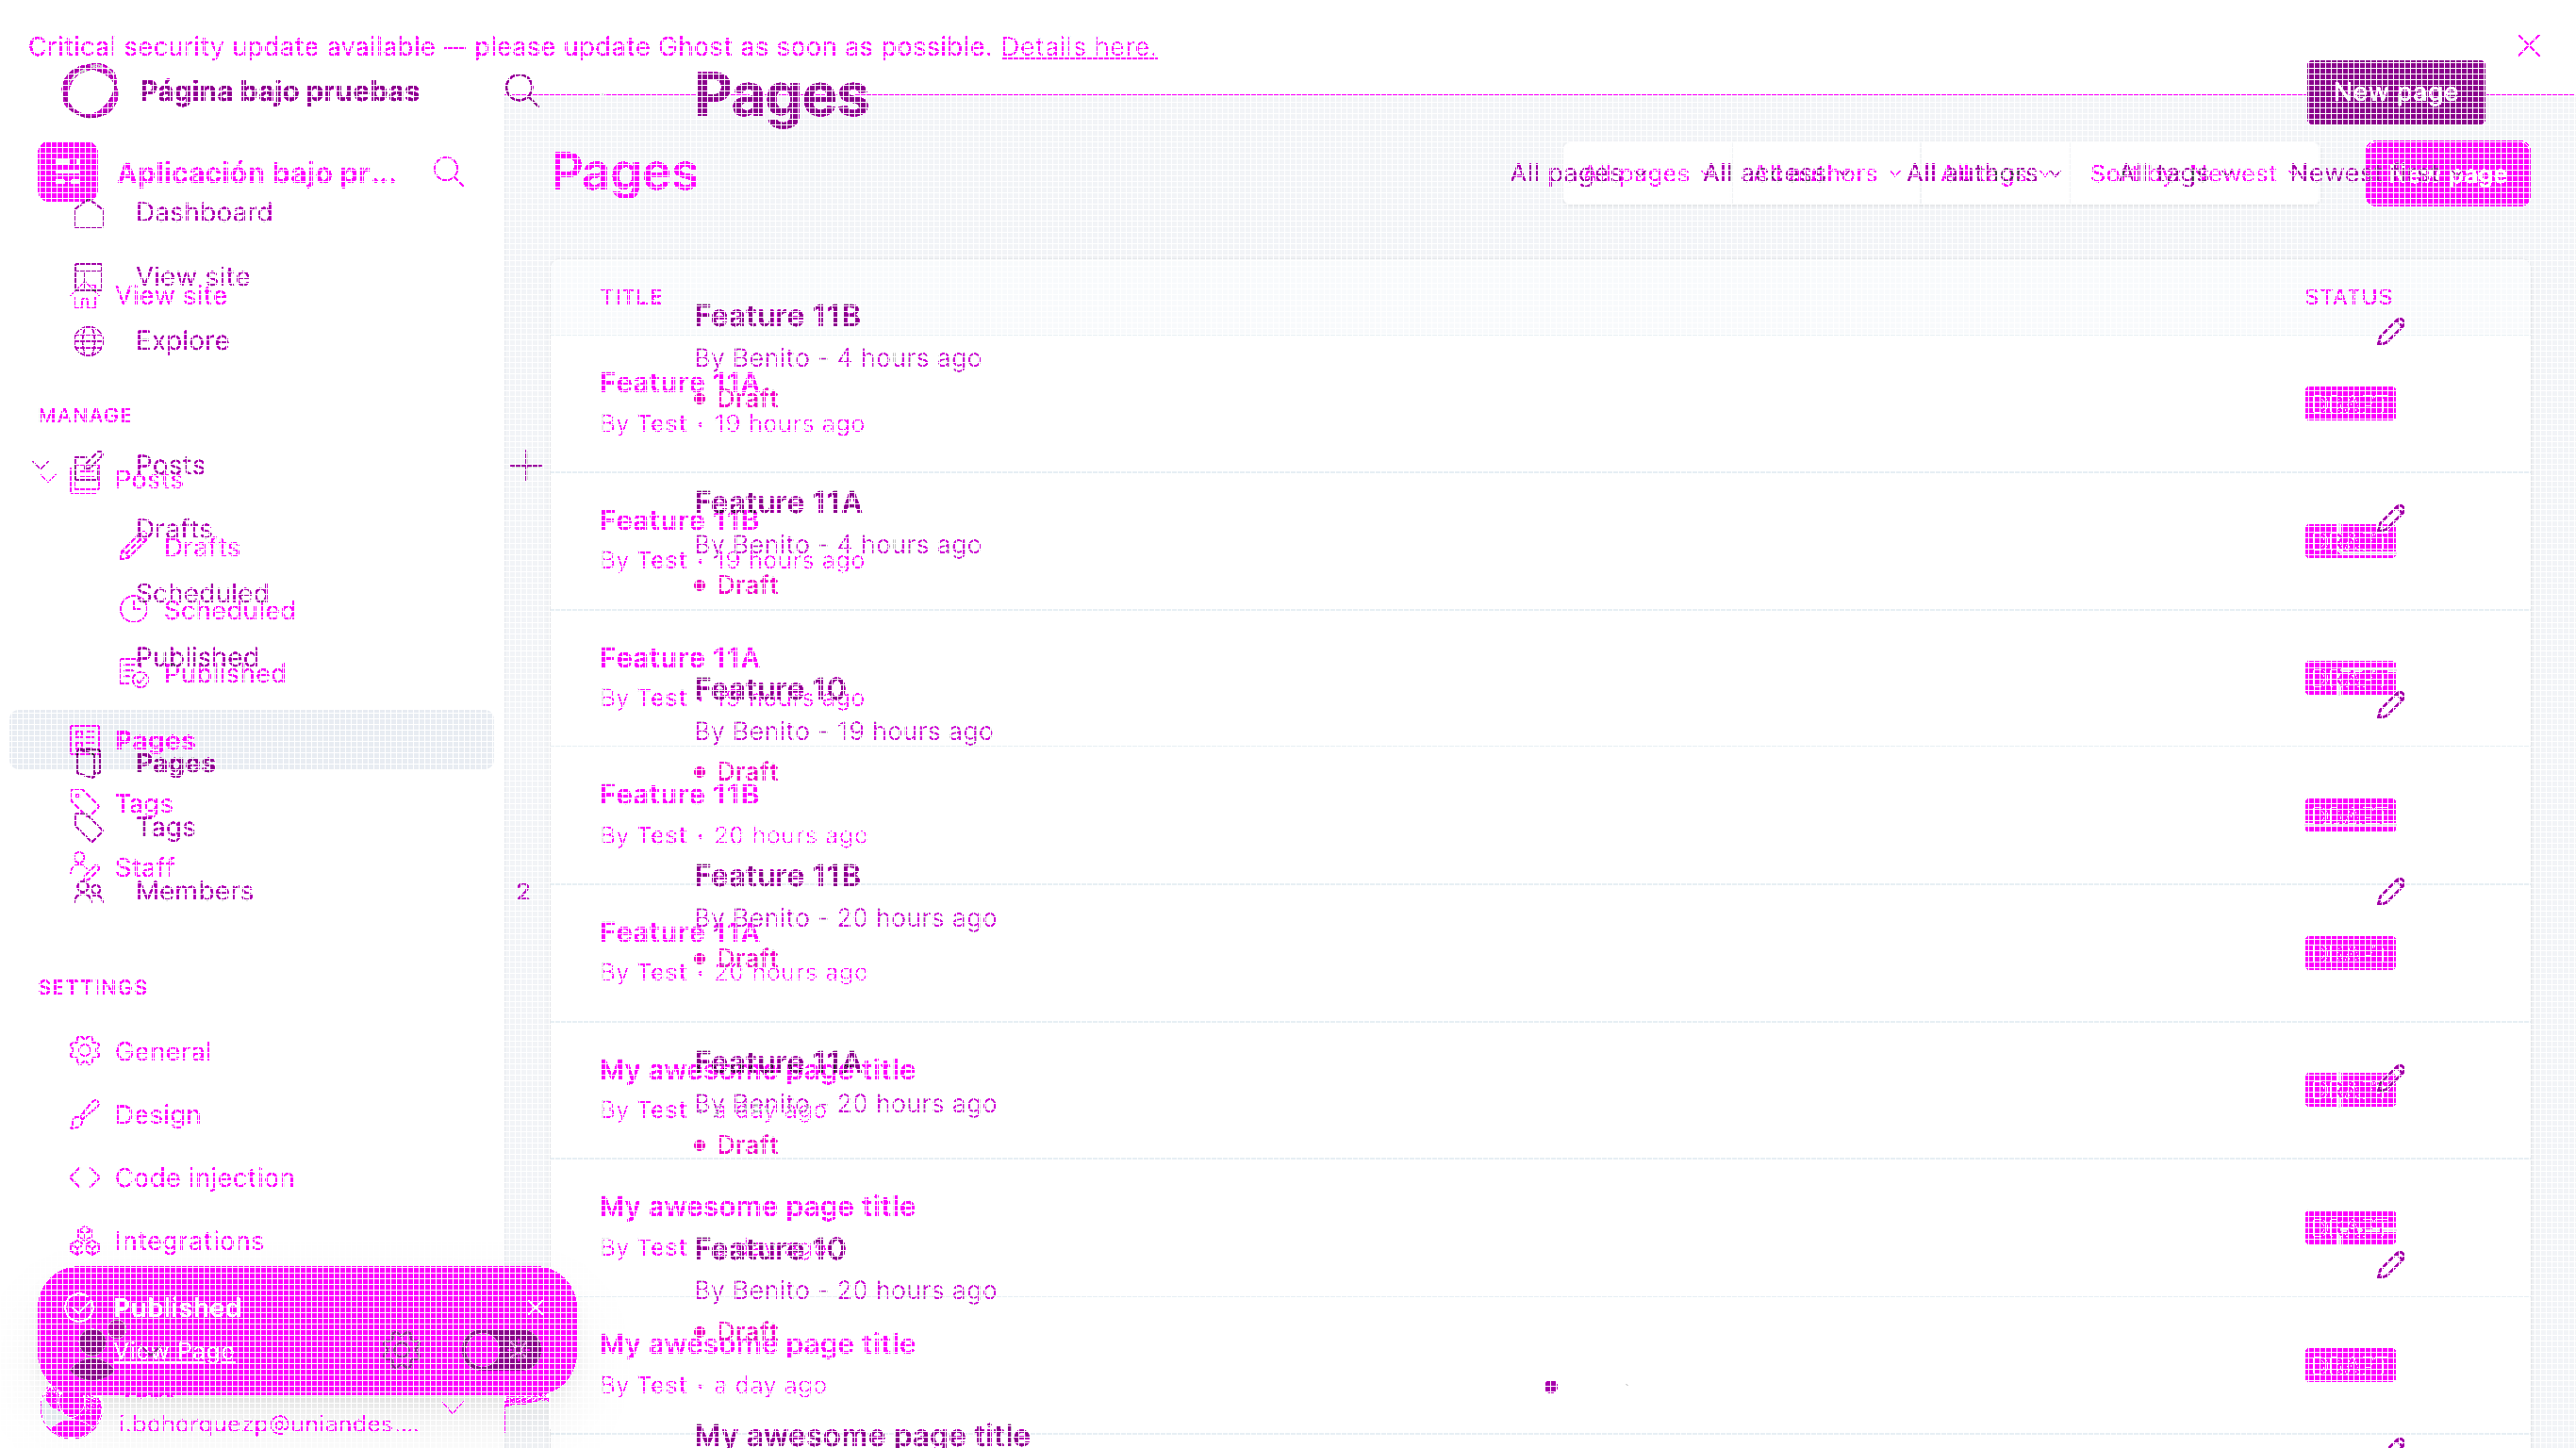 Critical security update available — please update Ghost as soon as possible. Details here.
Página bajo pruebas
Pages
New page
Aplicación bajo pr...
Pages
All pages
All pages
All access
All authors
All authors
All tags
Sort by: Newest
All tags
Newest
New page
Dashboard
View site
View site
Explore
TITLE
STATUS
Feature 11B
By Benito - 4 hours ago
Draft
Feature 11A
By Test • 19 hours ago
MANAGE
Posts
Posts
Drafts
Drafts
Scheduled
Scheduled
Published
Published
Pages
Pages
Tags
Tags
Staff
Members
2
Feature 11A
By Benito - 4 hours ago
Draft
Feature 11B
By Test • 19 hours ago
Feature 11A
By Test • 19 hours ago
Feature 10
By Benito - 19 hours ago
Draft
Feature 11B
By Test • 20 hours ago
Feature 11B
By Benito - 20 hours ago
Draft
Feature 11A
By Test • 20 hours ago
SETTINGS
General
Design
Code injection
Integrations
Feature 11A
By Benito - 20 hours ago
Draft
My awesome page title
By Test • a day ago
My awesome page title
By Test
Feature 10
By Benito - 20 hours ago
Draft
My awesome page title
By Test • a day ago
My awesome page title
Published
View Page
i.bohorquezp@uniandes....